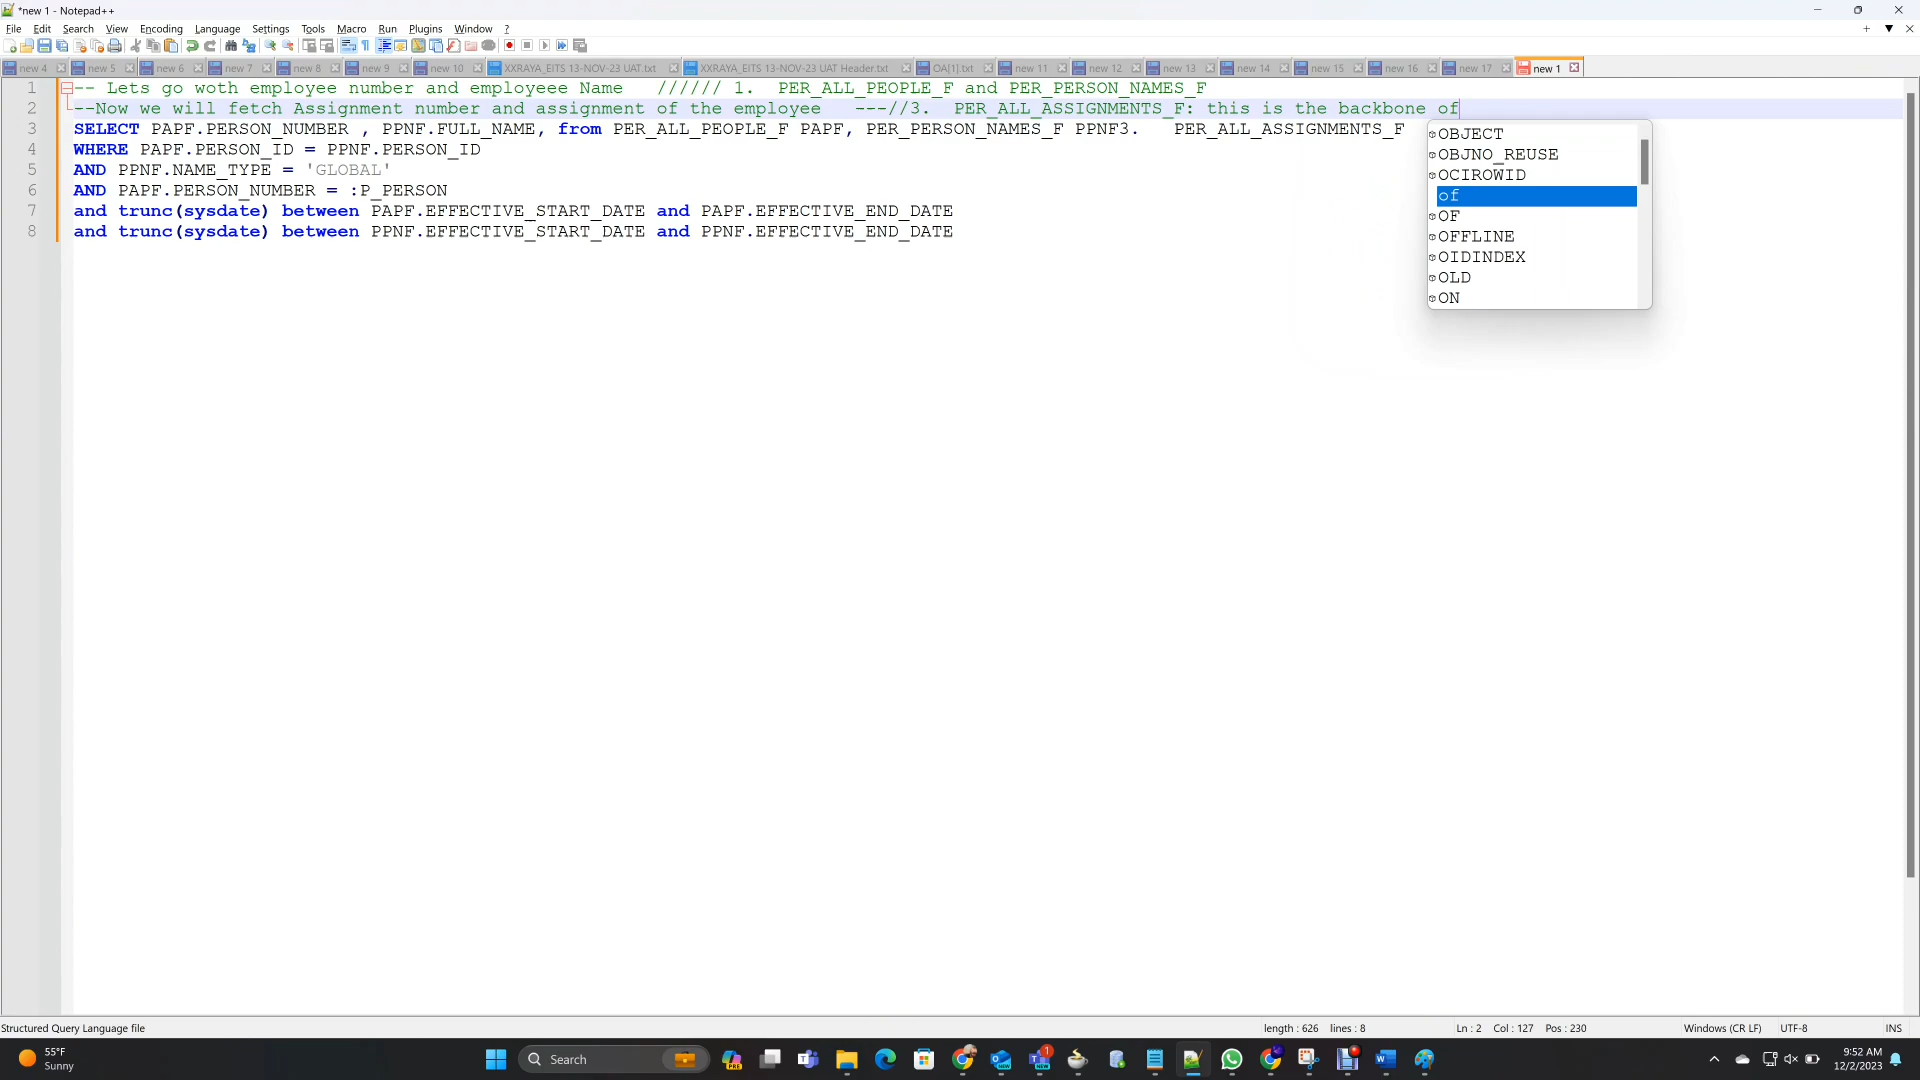 *new 1 - Notepad++
File Edit Search View Encoding Language Settings Tools Macro Run Plugins Window ?
new 4 new 5 new 6 new 7 new 8 new 9 new 10 XXRAYA_EITS 13-NOV-23 UAT.txt XXRAYA_EITS 13-NOV-23 UAT Header.txt OA[1].txt new 11 new 12 new 13 new 14 new 15 new 16 new 17 new 1
1 -- Lets go woth employee number and employeee Name ////// 1. PER_ALL_PEOPLE_F and PER_PERSON_NAMES_F
2 --Now we will fetch Assignment number and assignment of the employee ---//3. PER_ALL_ASSIGNMENTS_F: this is the backbone of
3 SELECT PAPF.PERSON_NUMBER , PPNF.FULL_NAME, from PER_ALL_PEOPLE_F PAPF, PER_PERSON_NAMES_F PPNF3. PER_ALL_ASSIGNMENTS_F
4 WHERE PAPF.PERSON_ID = PPNF.PERSON_ID
5 AND PPNF.NAME_TYPE = 'GLOBAL'
6 AND PAPF.PERSON_NUMBER = :P_PERSON
7 and trunc(sysdate) between PAPF.EFFECTIVE_START_DATE and PAPF.EFFECTIVE_END_DATE
8 and trunc(sysdate) between PPNF.EFFECTIVE_START_DATE and PPNF.EFFECTIVE_END_DATE
OBJECT
OBJNO_REUSE
OCIROWID
of
OF
OFFLINE
OIDINDEX
OLD
ON
Structured Query Language file length : 626 lines : 8 Ln : 2 Col : 127 Pos : 230 Windows (CR LF) UTF-8 INS
55°F
Sunny
Search
PRE
NEW
NEW
1
9:52 AM
12/2/2023